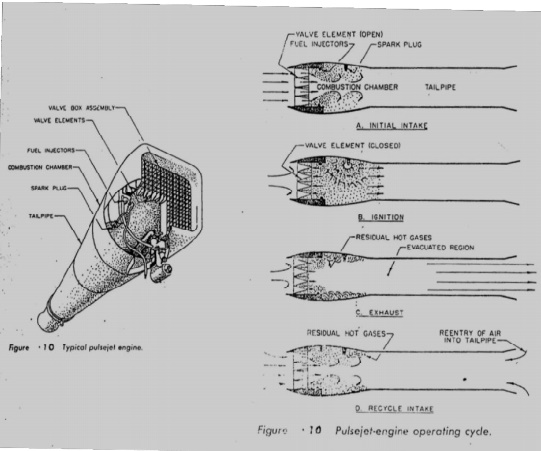 VALVE BOX ASSEMBLY
VALVE ELEMENTS
FUEL INJECTORS
COMBUSTION CHAMBER
SPARK PLUG
TAILPIPE
Figure · 10 Typical pulsejet engine.
VALVE ELEMENT (OPEN)
FUEL INJECTORS
SPARK PLUG
COMBUSTION CHAMBER
TAILPIPE
A. INITIAL INTAKE
VALVE ELEMENT (CLOSED)
B. IGNITION
RESIDUAL HOT GASES
EVACUATED REGION
C. EXHAUST
RESIDUAL HOT GASES
REENTRY OF AIR
INTO TAILPIPE
D. RECYCLE INTAKE
Figure · 10 Pulsejet-engine operating cycle.